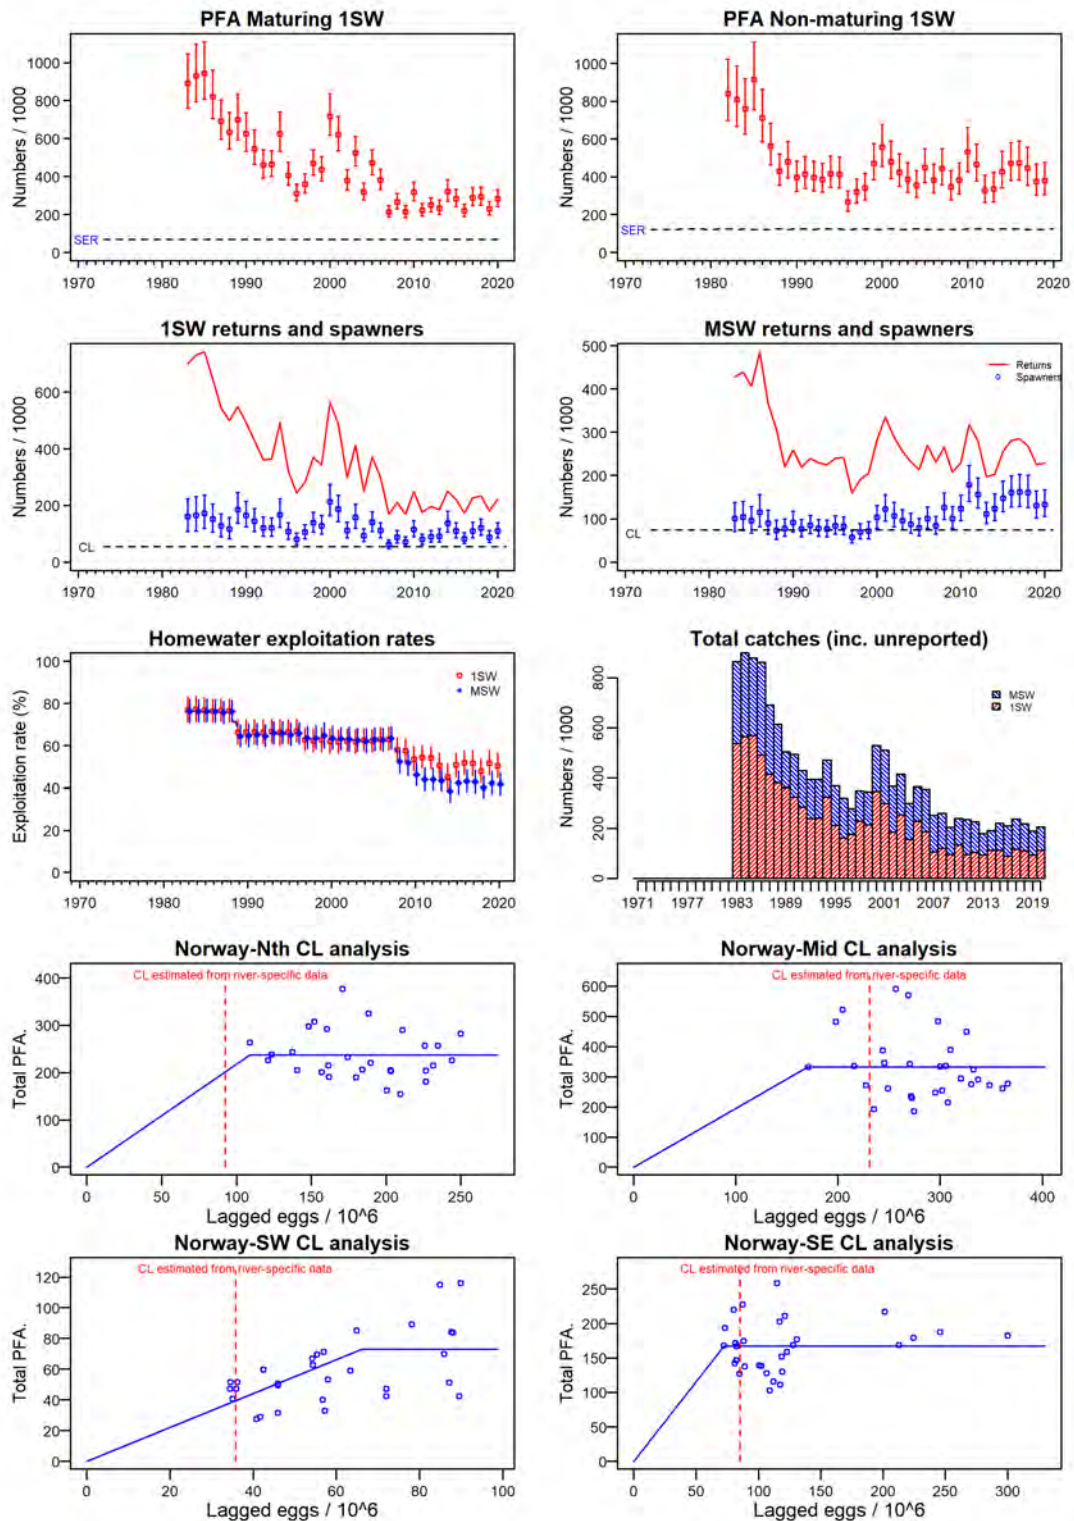 PFA Maturing 1SW
Numbers / 1000
1000
800
600
400
200
0
SER
1970 1980 1990 2000 2010 2020
PFA Non-maturing 1SW
Numbers / 1000
1000
800
600
400
200
0
SER
1970 1980 1990 2000 2010 2020
1SW returns and spawners
Numbers / 1000
600
400
200
0
CL
1970 1980 1990 2000 2010 2020
MSW returns and spawners
Numbers / 1000
500
400
300
200
100
0
Returns
Spawners
CL
1970 1980 1990 2000 2010 2020
Homewater exploitation rates
Exploitation rate (%)
100
80
60
40
20
0
1SW
MSW
1970 1980 1990 2000 2010 2020
Total catches (inc. unreported)
Numbers / 1000
800
600
400
200
0
MSW
1SW
1971 1977 1983 1989 1995 2001 2007 2013 2019
Norway-Nth CL analysis
CL estimated from river-specific data
Total PFA.
400
300
200
100
0
0 50 100 150 200 250
Lagged eggs / 10^6
Norway-Mid CL analysis
CL estimated from river-specific data
Total PFA.
600
500
400
300
200
100
0
0 100 200 300 400
Lagged eggs / 10^6
Norway-SW CL analysis
CL estimated from river-specific data
Total PFA.
120
100
80
60
40
20
0
0 20 40 60 80 100
Lagged eggs / 10^6
Norway-SE CL analysis
CL estimated from river-specific data
Total PFA.
250
200
150
100
50
0
0 50 100 150 200 250 300
Lagged eggs / 10^6